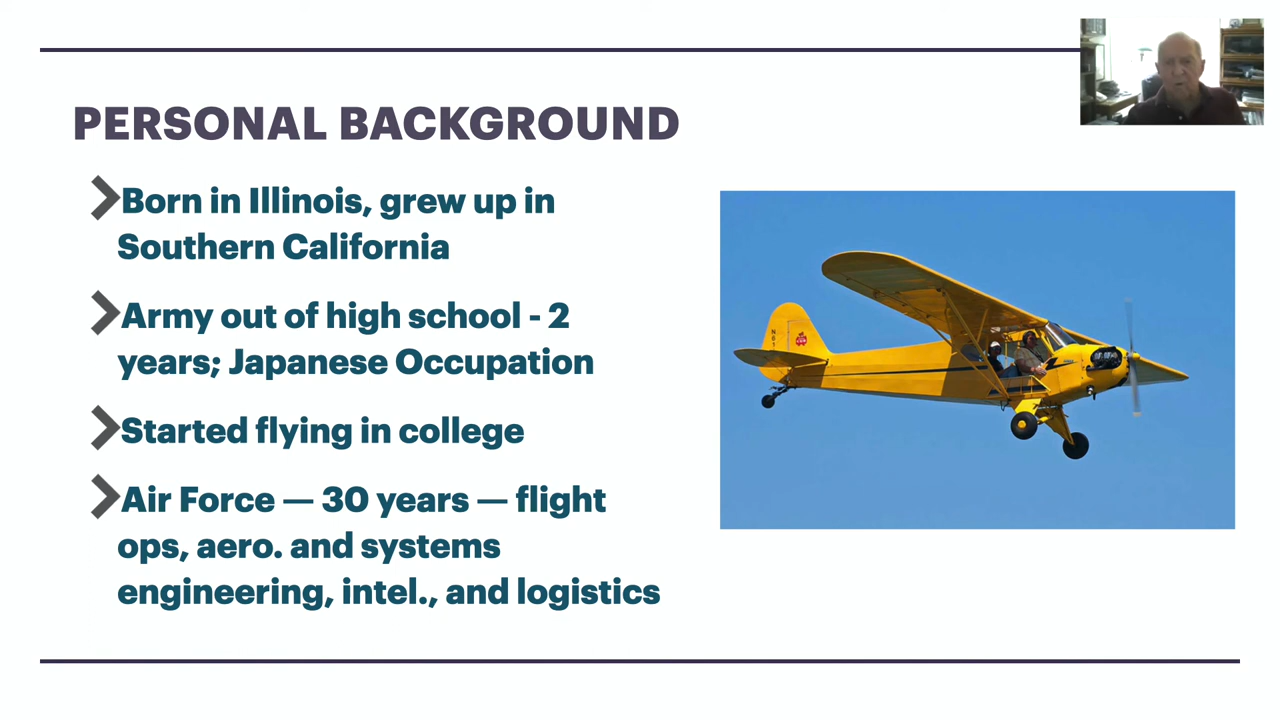 PERSONAL BACKGROUND
Born in Illinois, grew up in
Southern California
Army out of high school - 2
years; Japanese Occupation
Started flying in college
Air Force — 30 years — flight
ops, aero. and systems
engineering, intel., and logistics